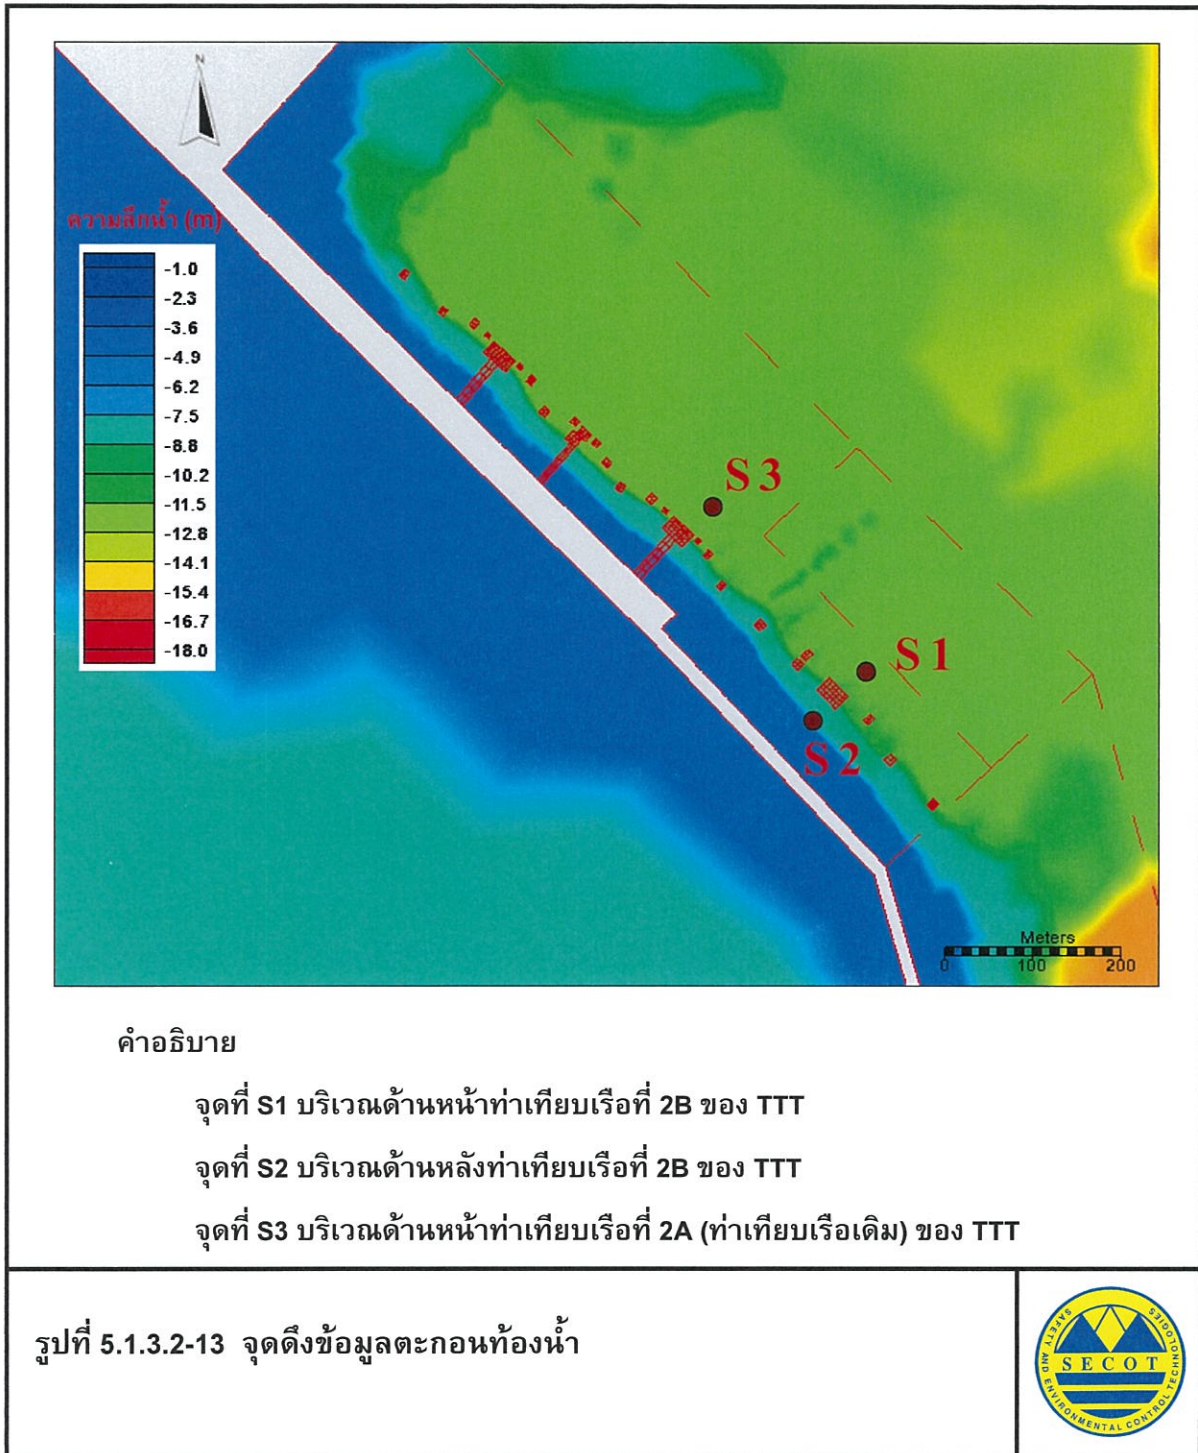 N
ความลึกน้ำ (m)
-1.0
-2.3
-3.6
-4.9
-6.2
-7.5
-8.8
-10.2
-11.5
-12.8
-14.1
-15.4
-16.7
-18.0
S 3
S 1
S 2
Meters
0 100 200
คำอธิบาย
จุดที่ S1 บริเวณด้านหน้าท่าเทียบเรือที่ 2B ของ TTT
จุดที่ S2 บริเวณด้านหลังท่าเทียบเรือที่ 2B ของ TTT
จุดที่ S3 บริเวณด้านหน้าท่าเทียบเรือที่ 2A (ท่าเทียบเรือเดิม) ของ TTT
รูปที่ 5.1.3.2-13 จุดดึงข้อมูลตะกอนท้องน้ำ
SECOT
SAFETY AND ENVIRONMENTAL CONTROL TECHNOLOGIES